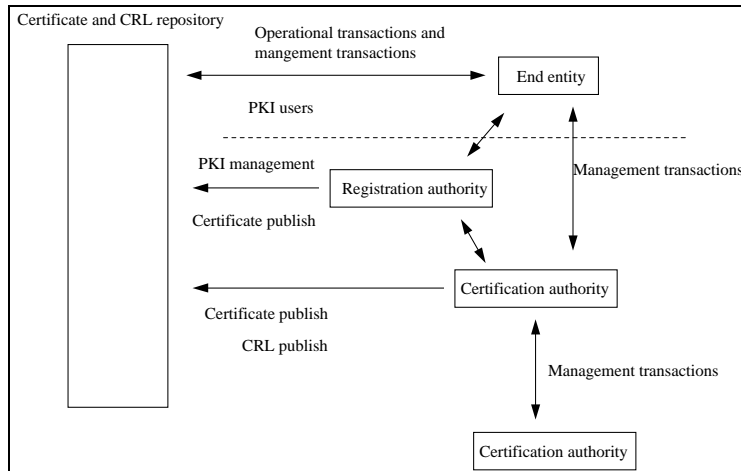 Certificate and CRL repository
Operational transactions and
mangement transactions
End entity
PKI users
PKI management
Management transactions
Registration authority
Certificate publish
Certification authority
Certificate publish
CRL publish
Management transactions
Certification authority